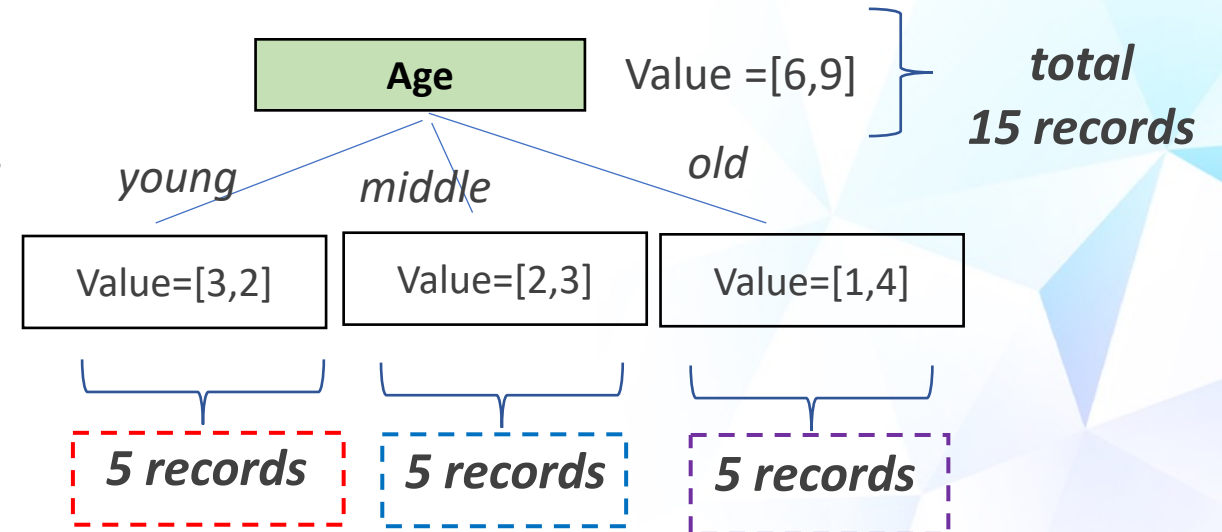 Age
Value =[6,9]
total
15 records
young
middle
old
Value=[3,2]
Value=[2,3]
Value=[1,4]
5 records
5 records
5 records